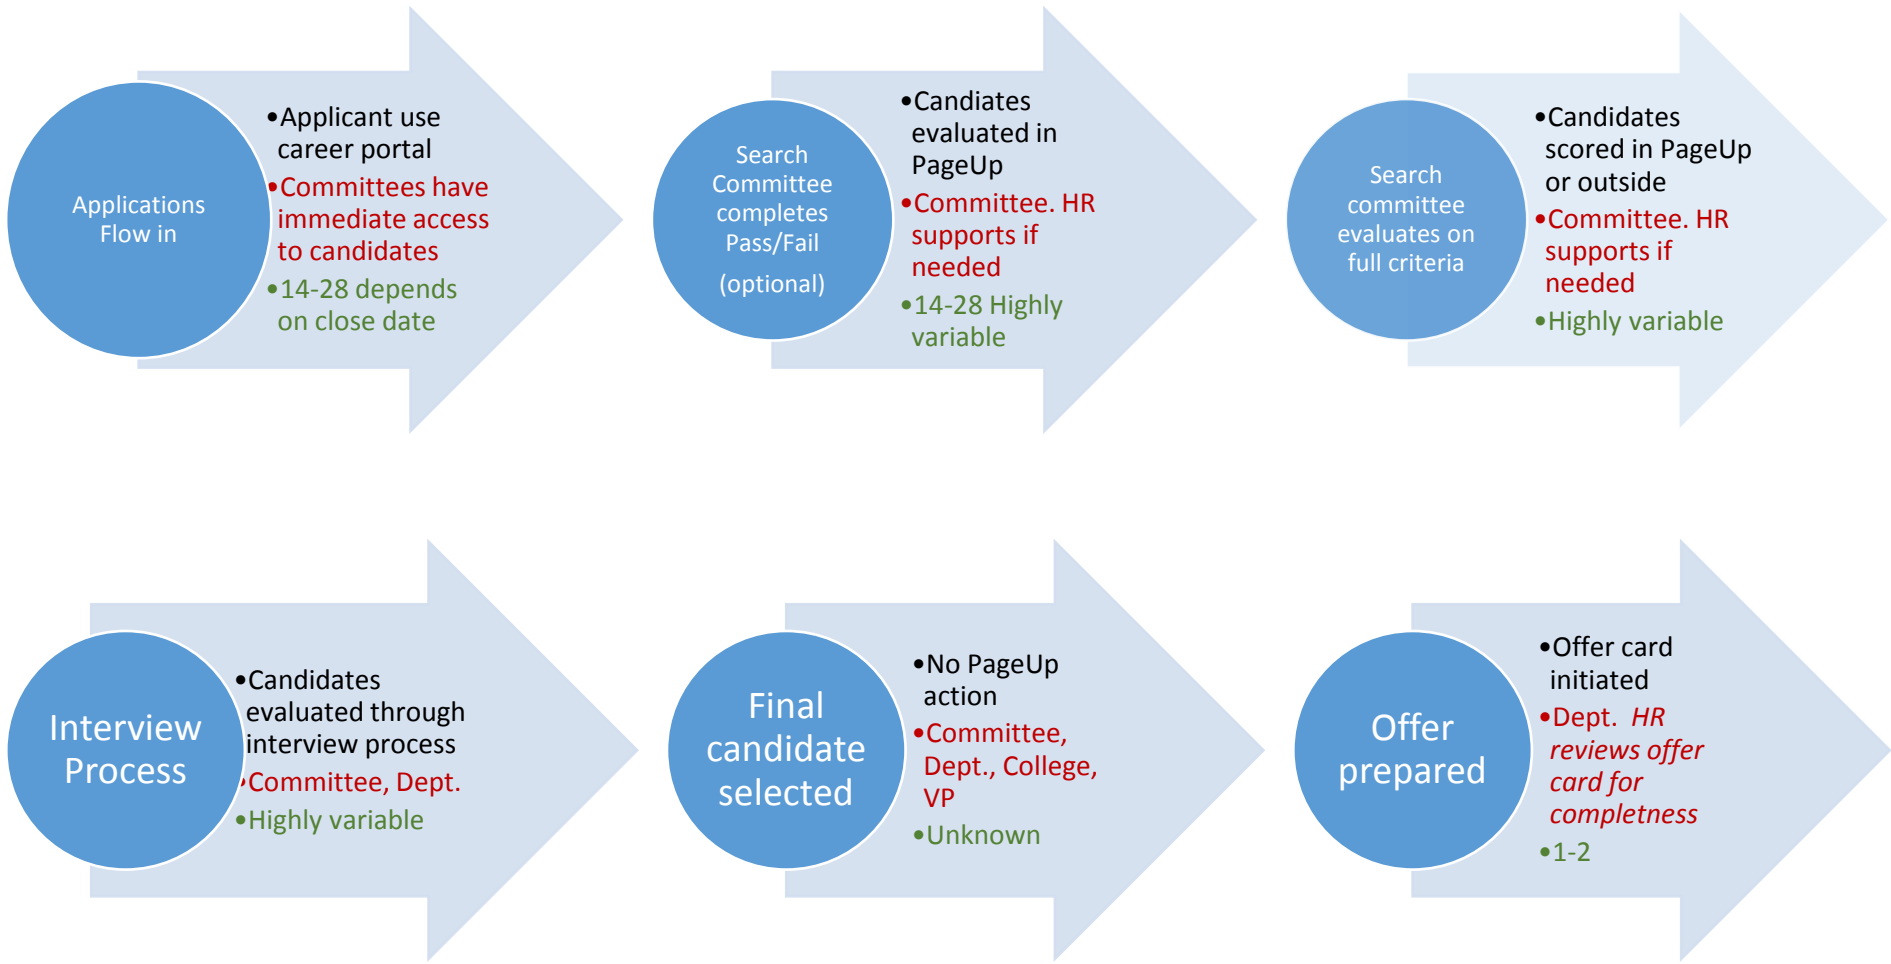 Applications
Flow in
•Applicant use
career portal
•Committees have
immediate access
to candidates
•14-28 depends
on close date
Search
Committee
completes
Pass/Fail
(optional)
•Candiates
evaluated in
PageUp
•Committee. HR
supports if
needed
•14-28 Highly
variable
Search
committee
evaluates on
full criteria
•Candidates
scored in PageUp
or outside
•Committee. HR
supports if
needed
•Highly variable
Interview
Process
•Candidates
evaluated through
interview process
•Committee, Dept.
•Highly variable
Final
candidate
selected
•No PageUp
action
•Committee,
Dept., College,
VP
•Unknown
Offer
prepared
•Offer card
initiated
•Dept. HR
reviews offer
card for
completness
•1-2